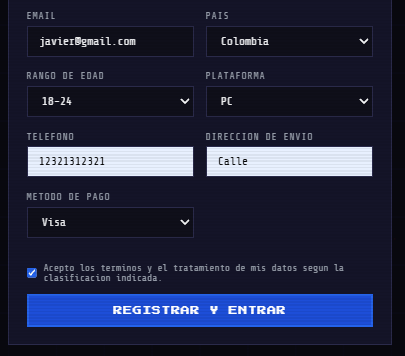 EMAIL
PAIS
javier@gmail.com
Colombia
RANGO DE EDAD
PLATAFORMA
18-24
PC
TELEFONO
DIRECCION DE ENVIO
12321312321
Calle
METODO DE PAGO
Visa
Acepto los terminos y el tratamiento de mis datos segun la
clasificacion indicada.
REGISTRAR Y ENTRAR